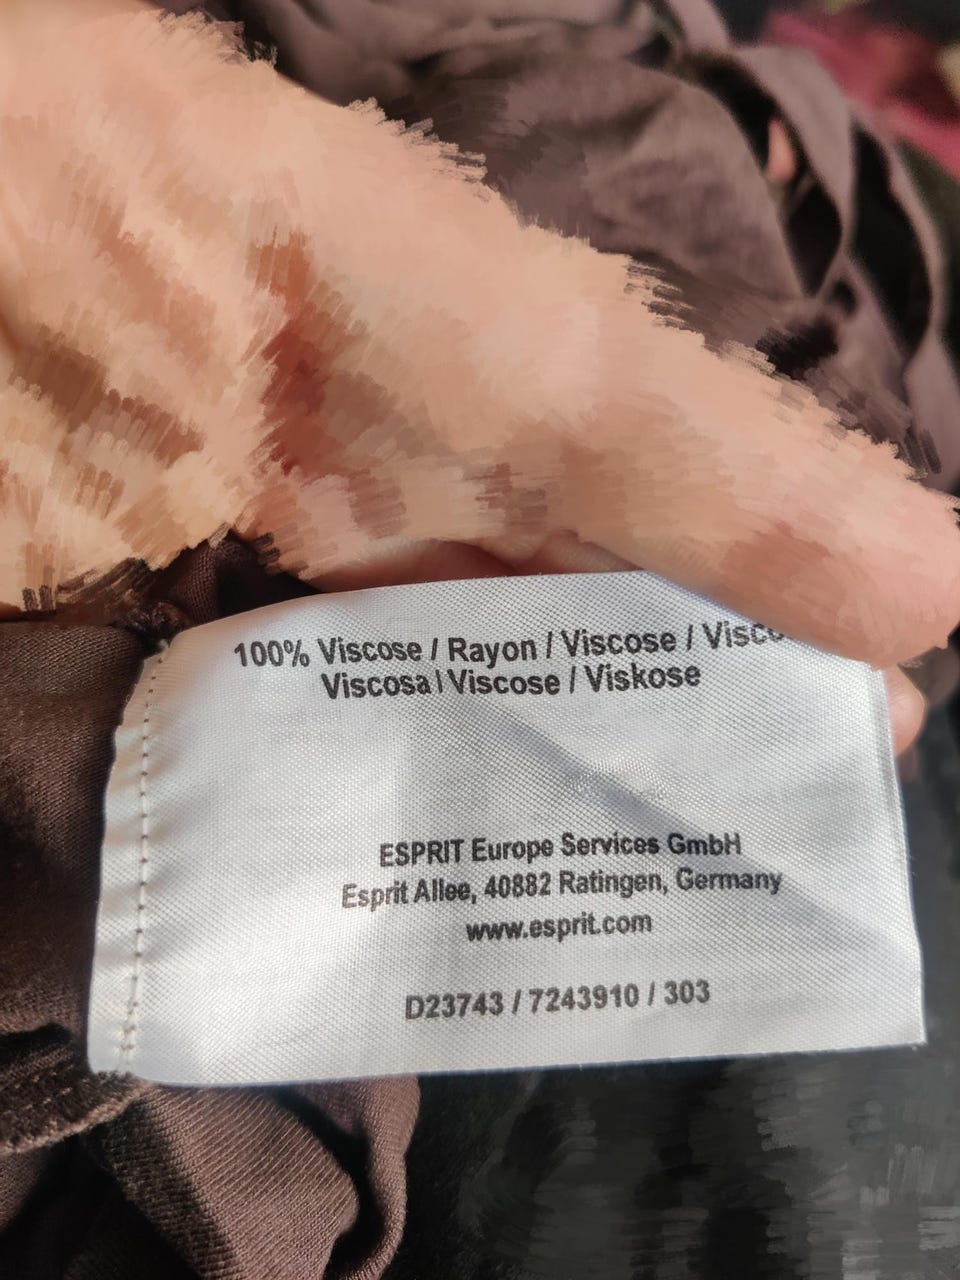 100% Viscose / Rayon / Viscose /
Viscosa \ Viscose / Viskose
ESPRIT Europe Services GmbH
Esprit Allee, 40882 Ratingen, Germany
www.esprit.com
D23743 / 7243910 / 303